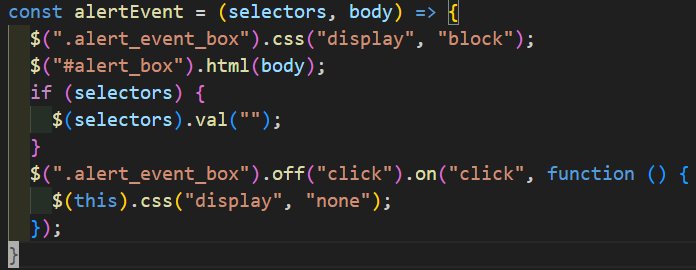 const alertEvent = (selectors, body) => {
$(".alert_event_box").css("display", "block");
$("#alert_box").html(body);
if (selectors) {
$(selectors).val("");
}
$(".alert_event_box").off("click").on("click", function () {
$(this).css("display", "none");
});
}